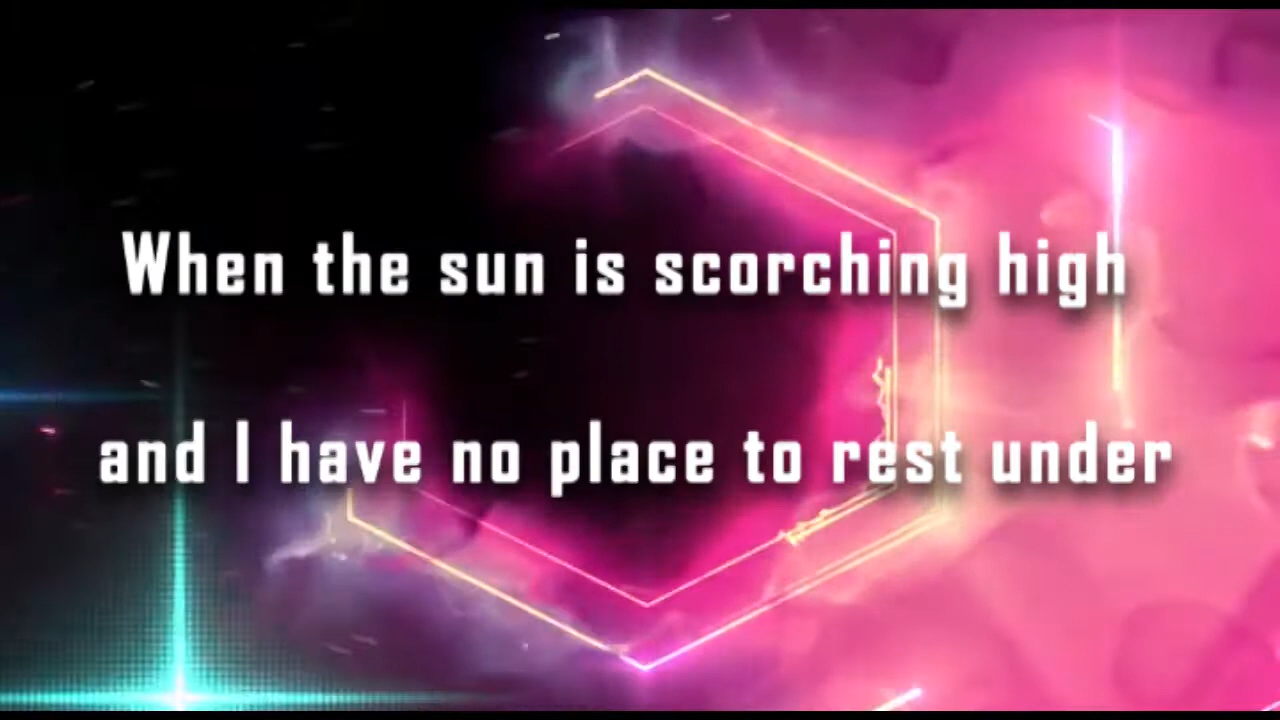 When the sun is scorching high
and I have no place to rest under